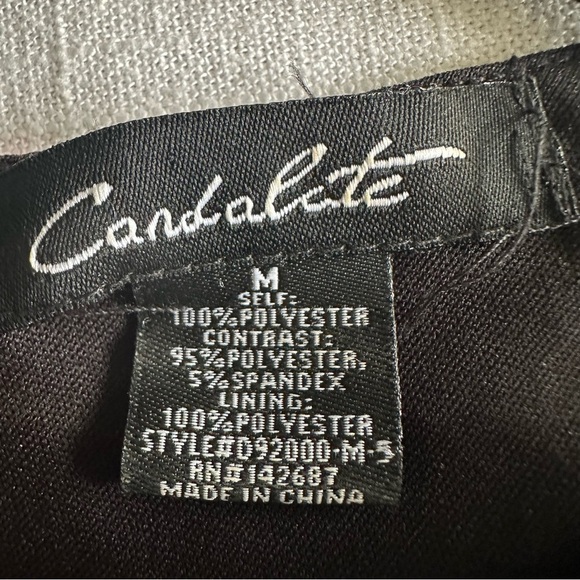 Candalite
M
SELF:
100%POLYESTER
CONTRAST:
95%POLYESTER,
5%SPANDEX
LINING:
100%POLYESTER
STYLE#D92000-M-5
RN#142687
MADE IN CHINA